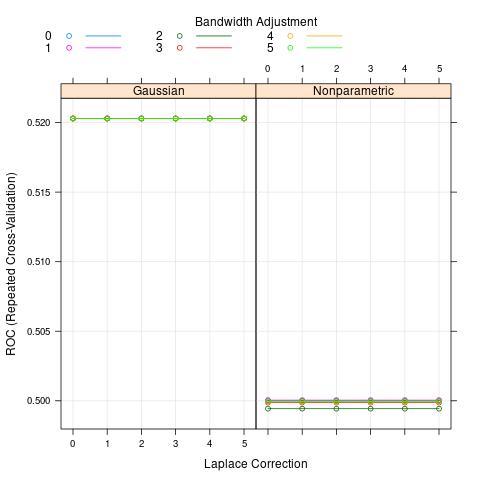 Bandwidth Adjustment
0 2 4
1 3 5
0 1 2 3 4 5
Gaussian Nonparametric
0.520
0.515
0.510
0.505
0.500
ROC (Repeated Cross-Validation)
0 1 2 3 4 5
Laplace Correction